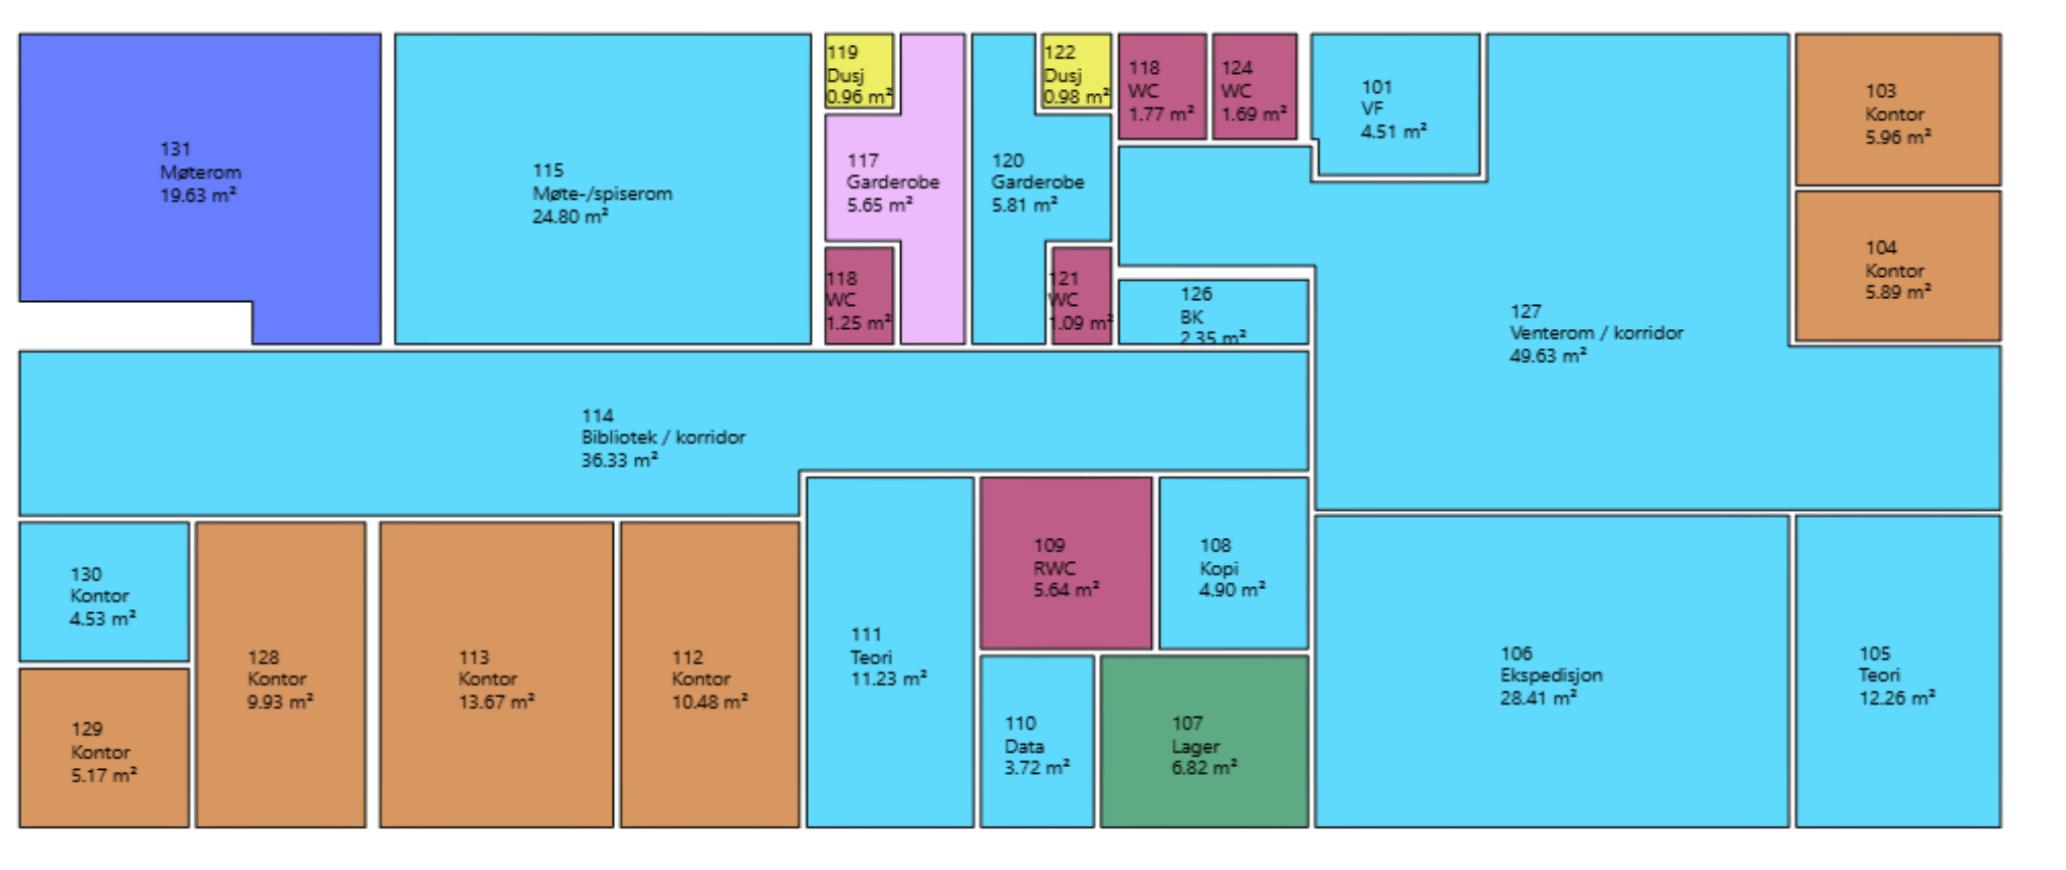 131
Møterom
19.63 m²
115
Møte-/spiserom
24.80 m²
119
Dusj
0.96 m²
117
Garderobe
5.65 m²
118
WC
1.25 m²
120
Garderobe
5.81 m²
122
Dusj
0.98 m²
121
WC
1.09 m²
118
WC
1.77 m²
124
WC
1.69 m²
101
VF
4.51 m²
126
BK
2.35 m²
127
Venterom / korridor
49.63 m²
103
Kontor
5.96 m²
104
Kontor
5.89 m²
114
Bibliotek / korridor
36.33 m²
130
Kontor
4.53 m²
129
Kontor
5.17 m²
128
Kontor
9.93 m²
113
Kontor
13.67 m²
112
Kontor
10.48 m²
111
Teori
11.23 m²
109
RWC
5.64 m²
108
Kopi
4.90 m²
110
Data
3.72 m²
107
Lager
6.82 m²
106
Ekspedisjon
28.41 m²
105
Teori
12.26 m²